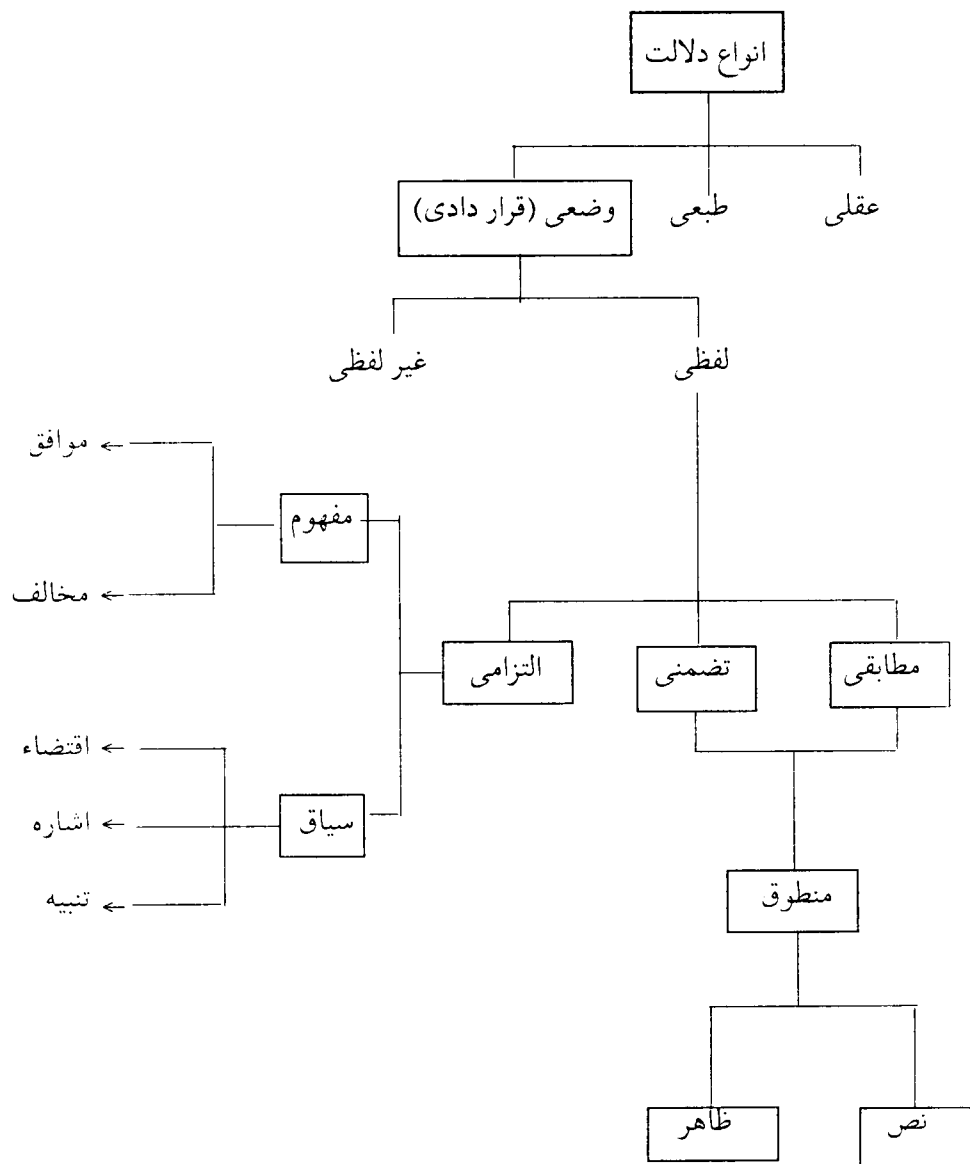 انواع دلالت
عقلی
طبعی
وضعی (قرار دادی)
لفظی
غیر لفظی
مطابقی
تضمنی
التزامی
مفهوم
موافق
مخالف
سیاق
اقتضاء
اشاره
تنبیه
منطوق
نص
ظاهر